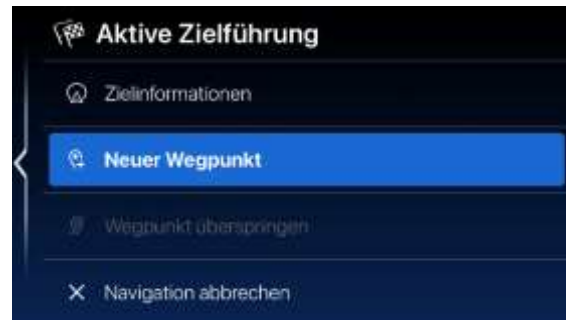 Aktive Zielführung
Zielinformationen
Neuer Wegpunkt
Wegpunkt überspringen
Navigation abbrechen